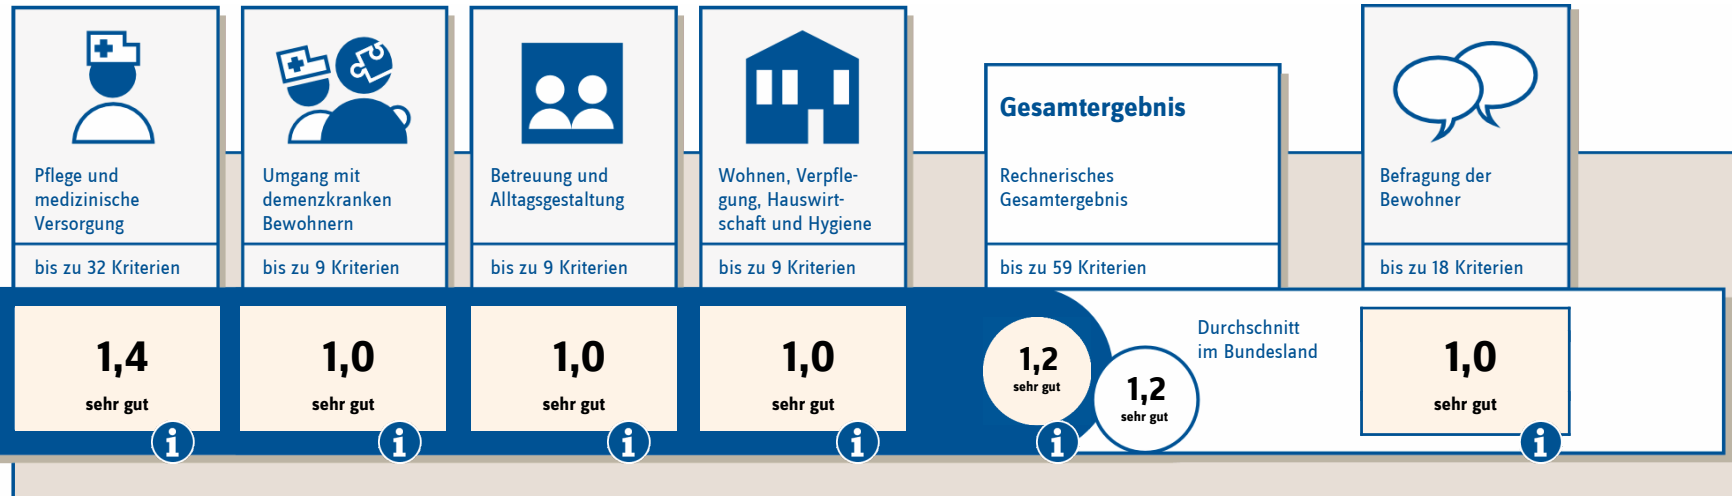 Pflege und
medizinische
Versorgung
bis zu 32 Kriterien
1,4
sehr gut
i
Umgang mit
demenzkranken
Bewohnern
bis zu 9 Kriterien
1,0
sehr gut
i
Betreuung und
Alltagsgestaltung
bis zu 9 Kriterien
1,0
sehr gut
i
Wohnen, Verpfle-
gung, Hauswirt-
schaft und Hygiene
bis zu 9 Kriterien
1,0
sehr gut
i
Gesamtergebnis
Rechnerisches
Gesamtergebnis
bis zu 59 Kriterien
1,2
sehr gut
i
1,2
sehr gut
Durchschnitt
im Bundesland
Befragung der
Bewohner
bis zu 18 Kriterien
1,0
sehr gut
i